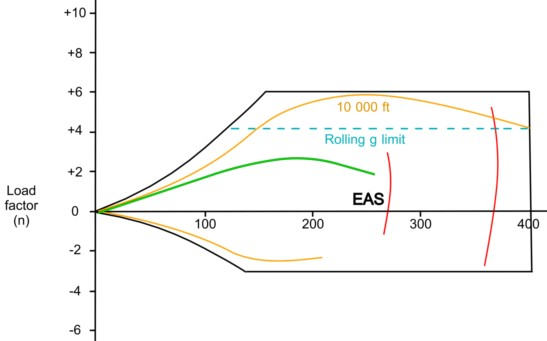 +10
+8
+6
10 000 ft
+4
Rolling g limit
+2
Load
factor
(n)
EAS
0
100
200
300
400
-2
-4
-6